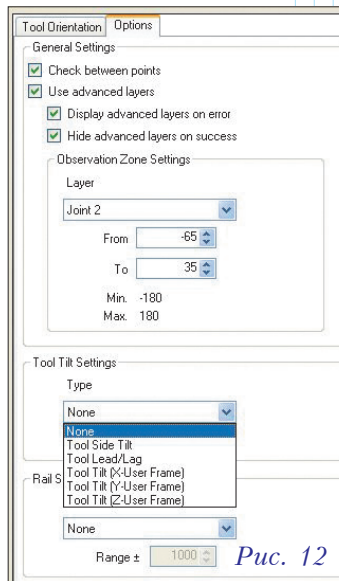 Tool Orientation Options
General Settings
Check between points
Use advanced layers
Display advanced layers on error
Hide advanced layers on success
Observation Zone Settings
Layer
Joint 2
From -65
To 35
Min. -180
Max. 180
Tool Tilt Settings
Type
None
None
Tool Side Tilt
Tool Lead/Lag
Tool Tilt (X-User Frame)
Tool Tilt (Y-User Frame)
Tool Tilt (Z-User Frame)
Rail S
None
Range ± 1000
Рис. 12